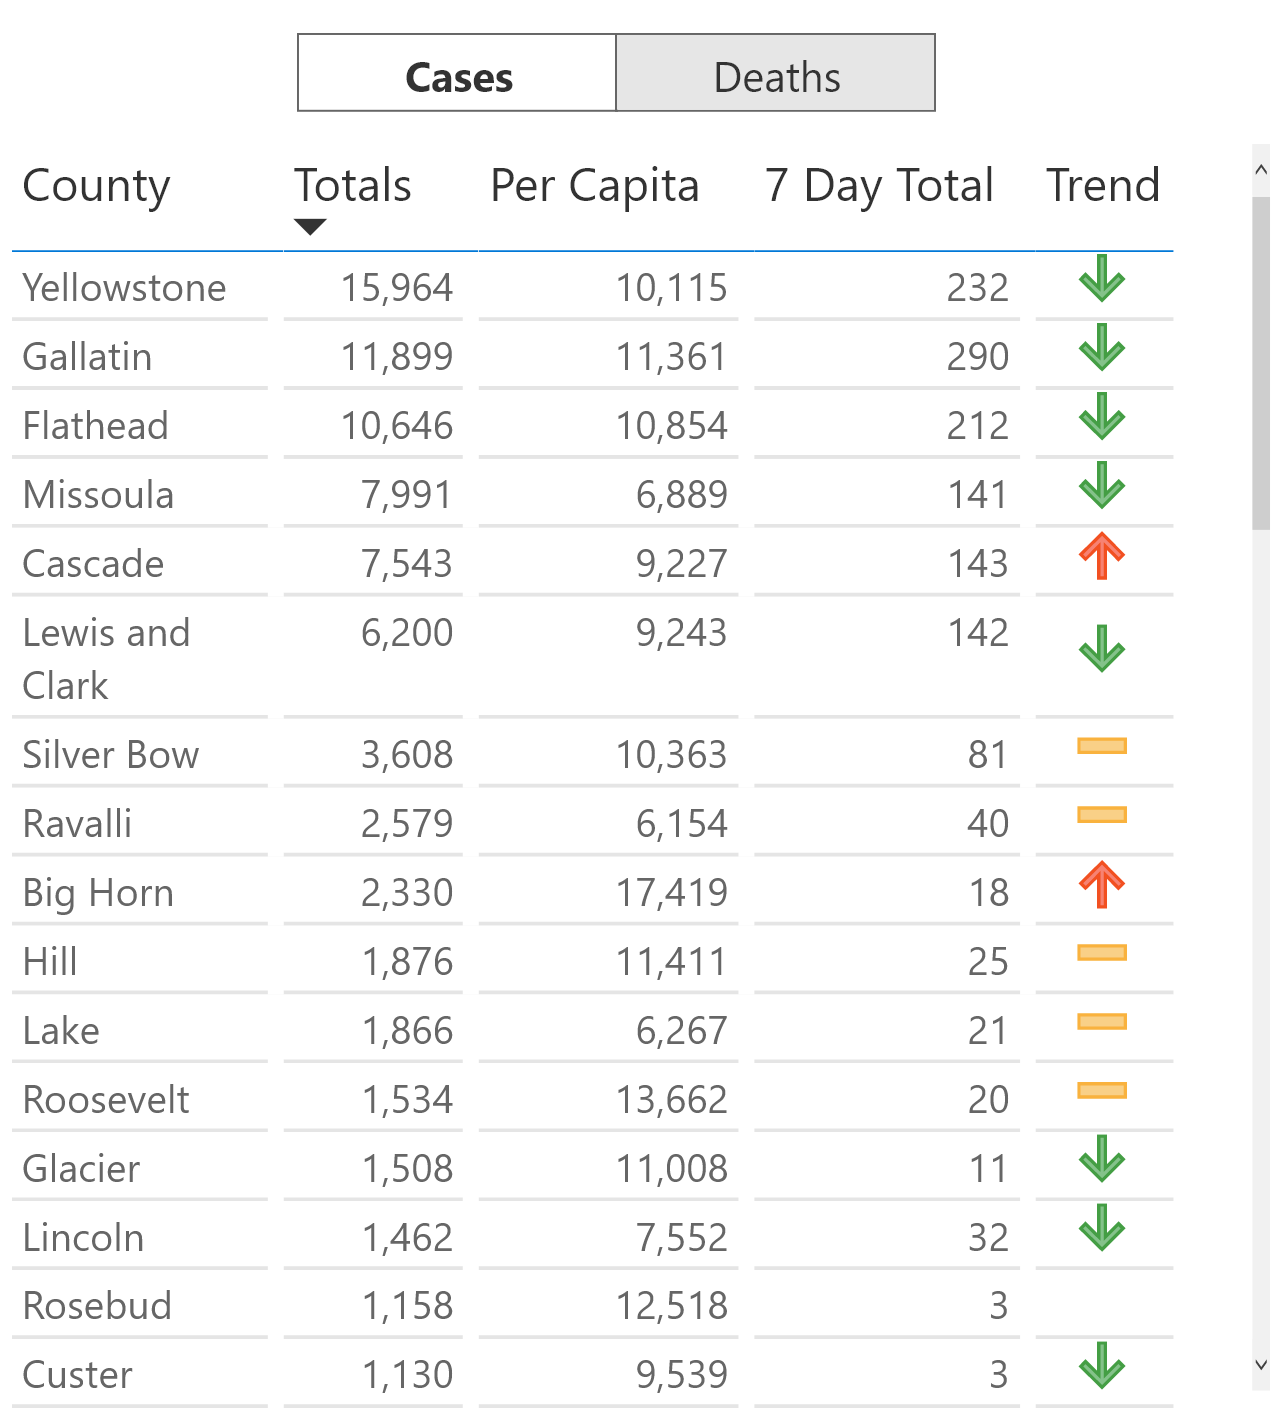 Cases Deaths
County Totals Per Capita 7 Day Total Trend
Yellowstone 15,964 10,115 232
Gallatin 11,899 11,361 290
Flathead 10,646 10,854 212
Missoula 7,991 6,889 141
Cascade 7,543 9,227 143
Lewis and 6,200 9,243 142
Clark
Silver Bow 3,608 10,363 81
Ravalli 2,579 6,154 40
Big Horn 2,330 17,419 18
Hill 1,876 11,411 25
Lake 1,866 6,267 21
Roosevelt 1,534 13,662 20
Glacier 1,508 11,008 11
Lincoln 1,462 7,552 32
Rosebud 1,158 12,518 3
Custer 1,130 9,539 3